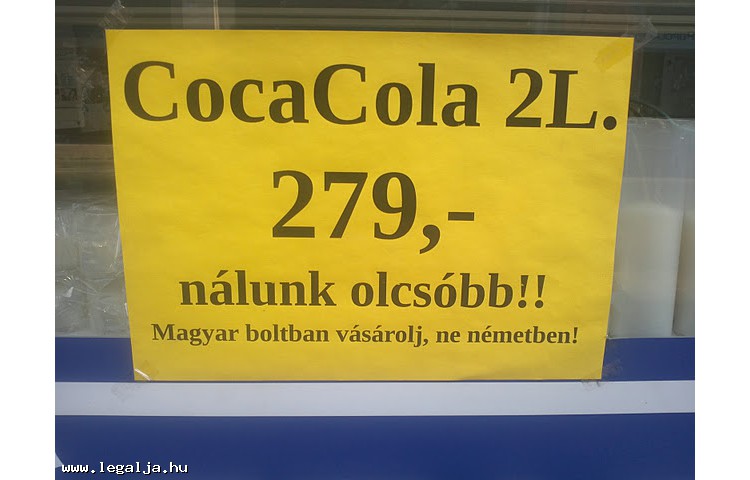 CocaCola 2L.
279,-
nálunk olcsóbb!!
Magyar boltban vásárolj, ne németben!
www.legalja.hu